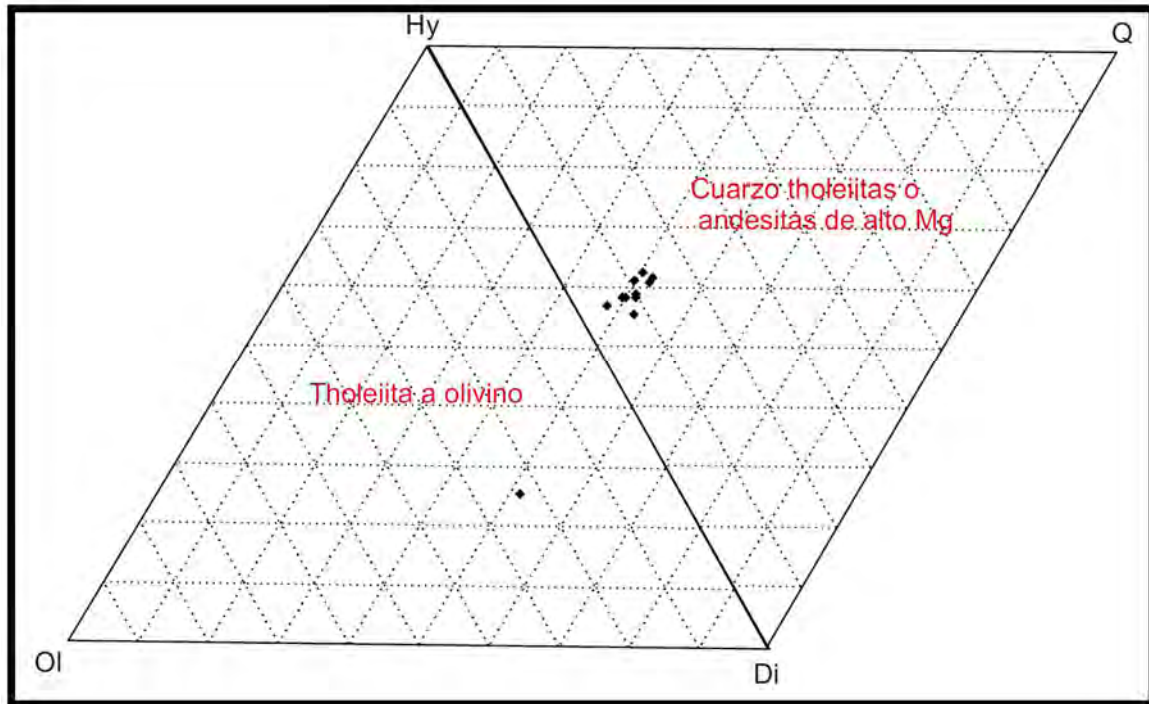 Hy
Q
Cuarzo tholeiitas o
andesitas de alto Mg
Tholeiita a olivino
Ol
Di